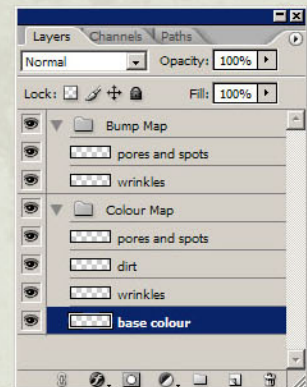 Layers Channels Paths
Normal Opacity: 100%
Lock: Fill: 100%
Bump Map
pores and spots
wrinkles
Colour Map
pores and spots
dirt
wrinkles
base colour